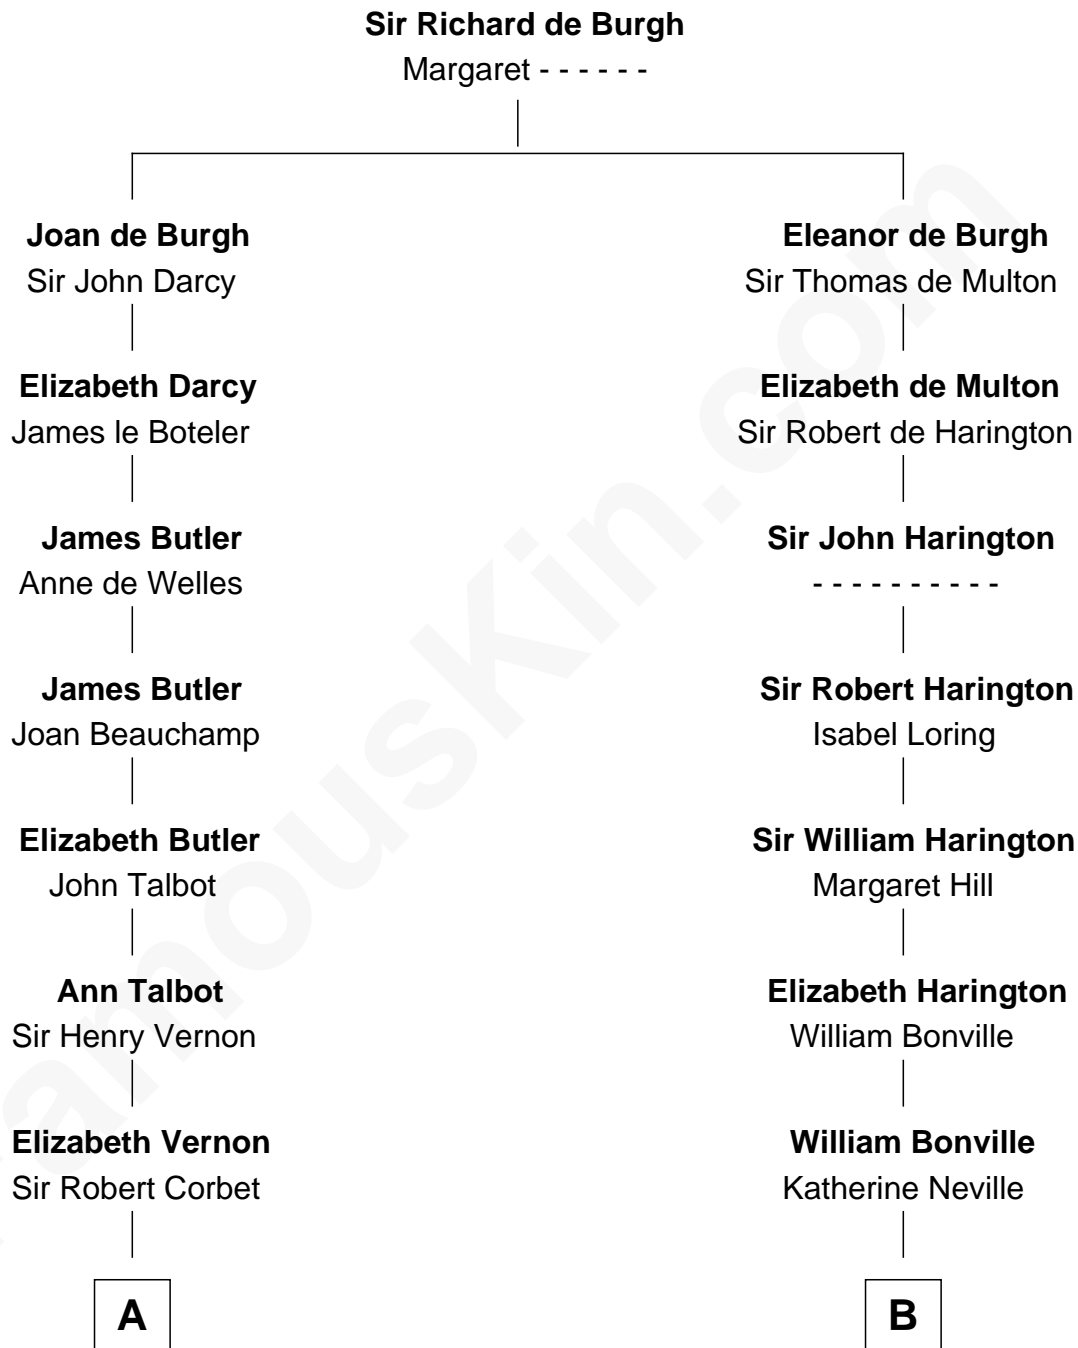 Sir Richard de Burgh
Margaret - - - - - -
Joan de Burgh
Sir John Darcy
Eleanor de Burgh
Sir Thomas de Multon
Elizabeth Darcy
James le Boteler
Elizabeth de Multon
Sir Robert de Harington
James Butler
Anne de Welles
Sir John Harington
- - - - - - - - - -
James Butler
Joan Beauchamp
Sir Robert Harington
Isabel Loring
Elizabeth Butler
John Talbot
Sir William Harington
Margaret Hill
Ann Talbot
Sir Henry Vernon
Elizabeth Harington
William Bonville
Elizabeth Vernon
Sir Robert Corbet
William Bonville
Katherine Neville
A
B
FamousKin.com